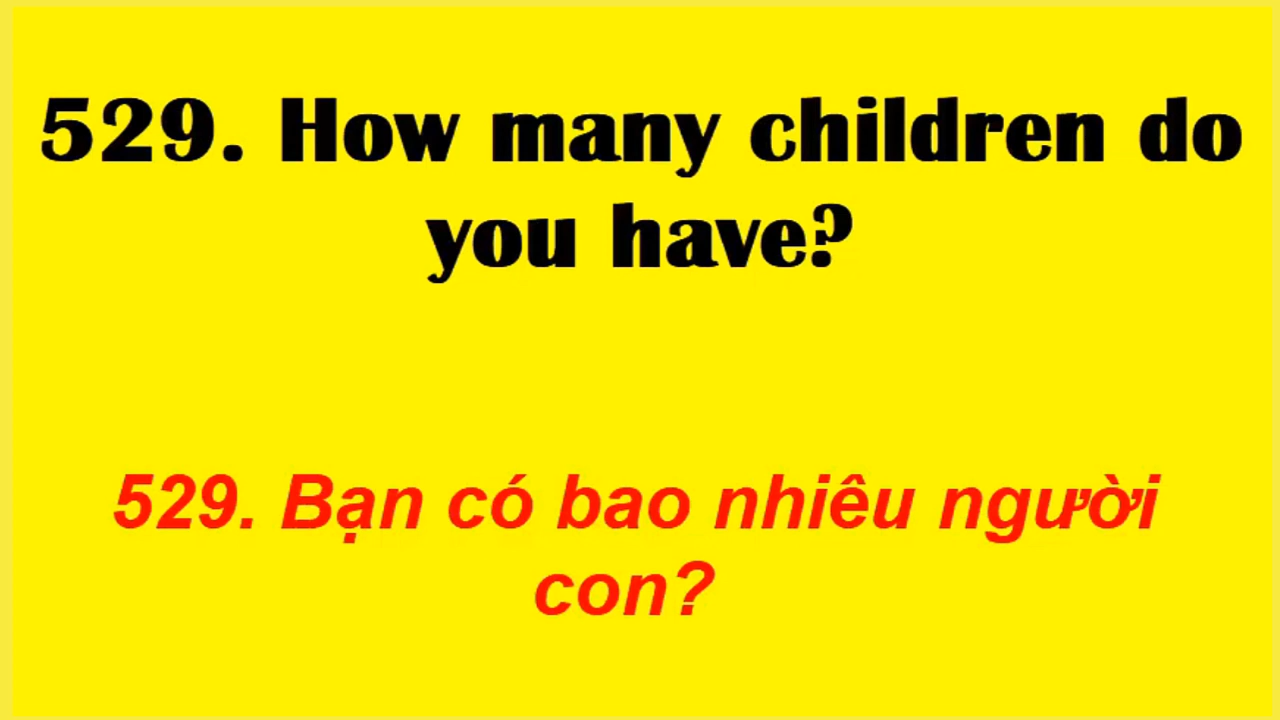 529. How many children do
you have?
529. Bạn có bao nhiêu người
con?